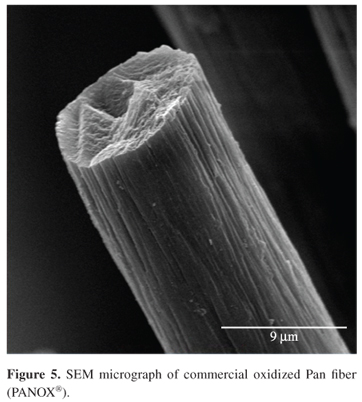 9 μm
Figure 5. SEM micrograph of commercial oxidized Pan fiber
(PANOX®).